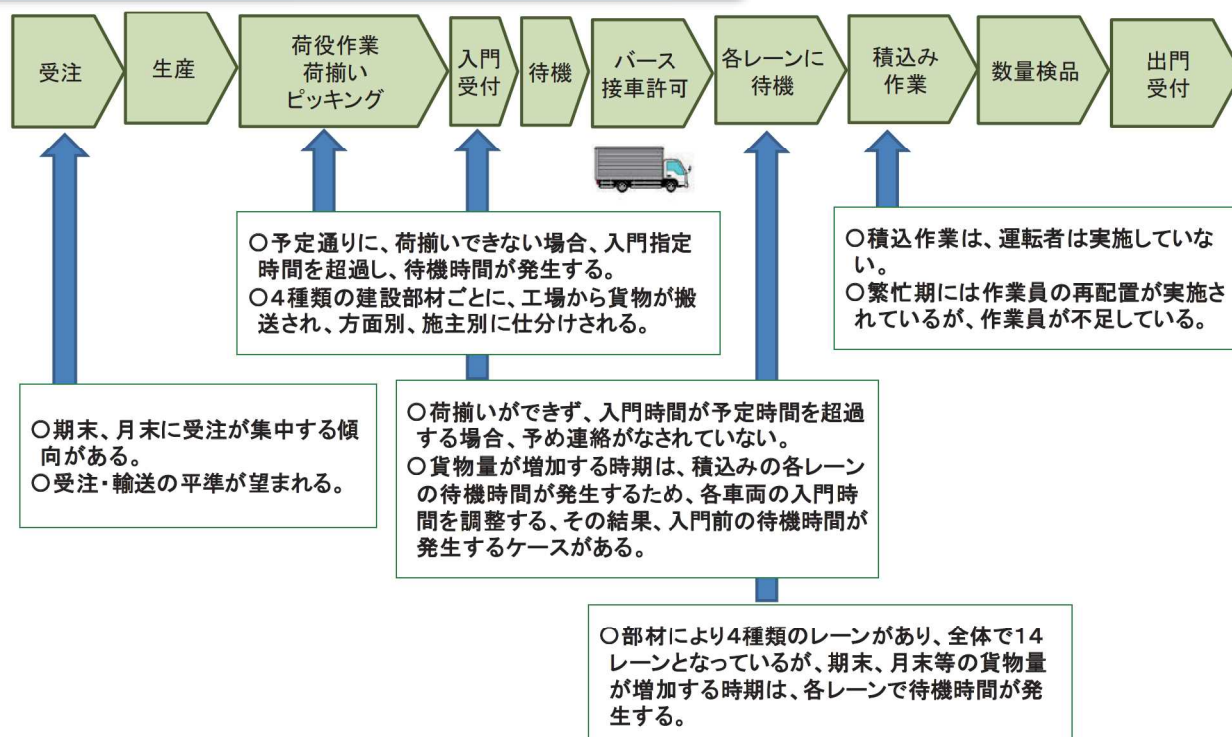 受注
生産
荷役作業
荷揃い
ピッキング
入門
受付
待機
バース
接車許可
各レーンに
待機
積込み
作業
数量検品
出門
受付
○予定通りに、荷揃いできない場合、入門指定
時間を超過し、待機時間が発生する。
○4種類の建設部材ごとに、工場から貨物が搬
送され、方面別、施主別に仕分けされる。
○積込作業は、運転者は実施していな
い。
○繁忙期には作業員の再配置が実施さ
れているが、作業員が不足している。
○期末、月末に受注が集中する傾
向がある。
○受注・輸送の平準が望まれる。
○荷揃いができず、入門時間が予定時間を超過
する場合、予め連絡がなされていない。
○貨物量が増加する時期は、積込みの各レーン
の待機時間が発生するため、各車両の入門時
間を調整する、その結果、入門前の待機時間が
発生するケースがある。
○部材により4種類のレーンがあり、全体で14
レーンとなっているが、期末、月末等の貨物量
が増加する時期は、各レーンで待機時間が発
生する。